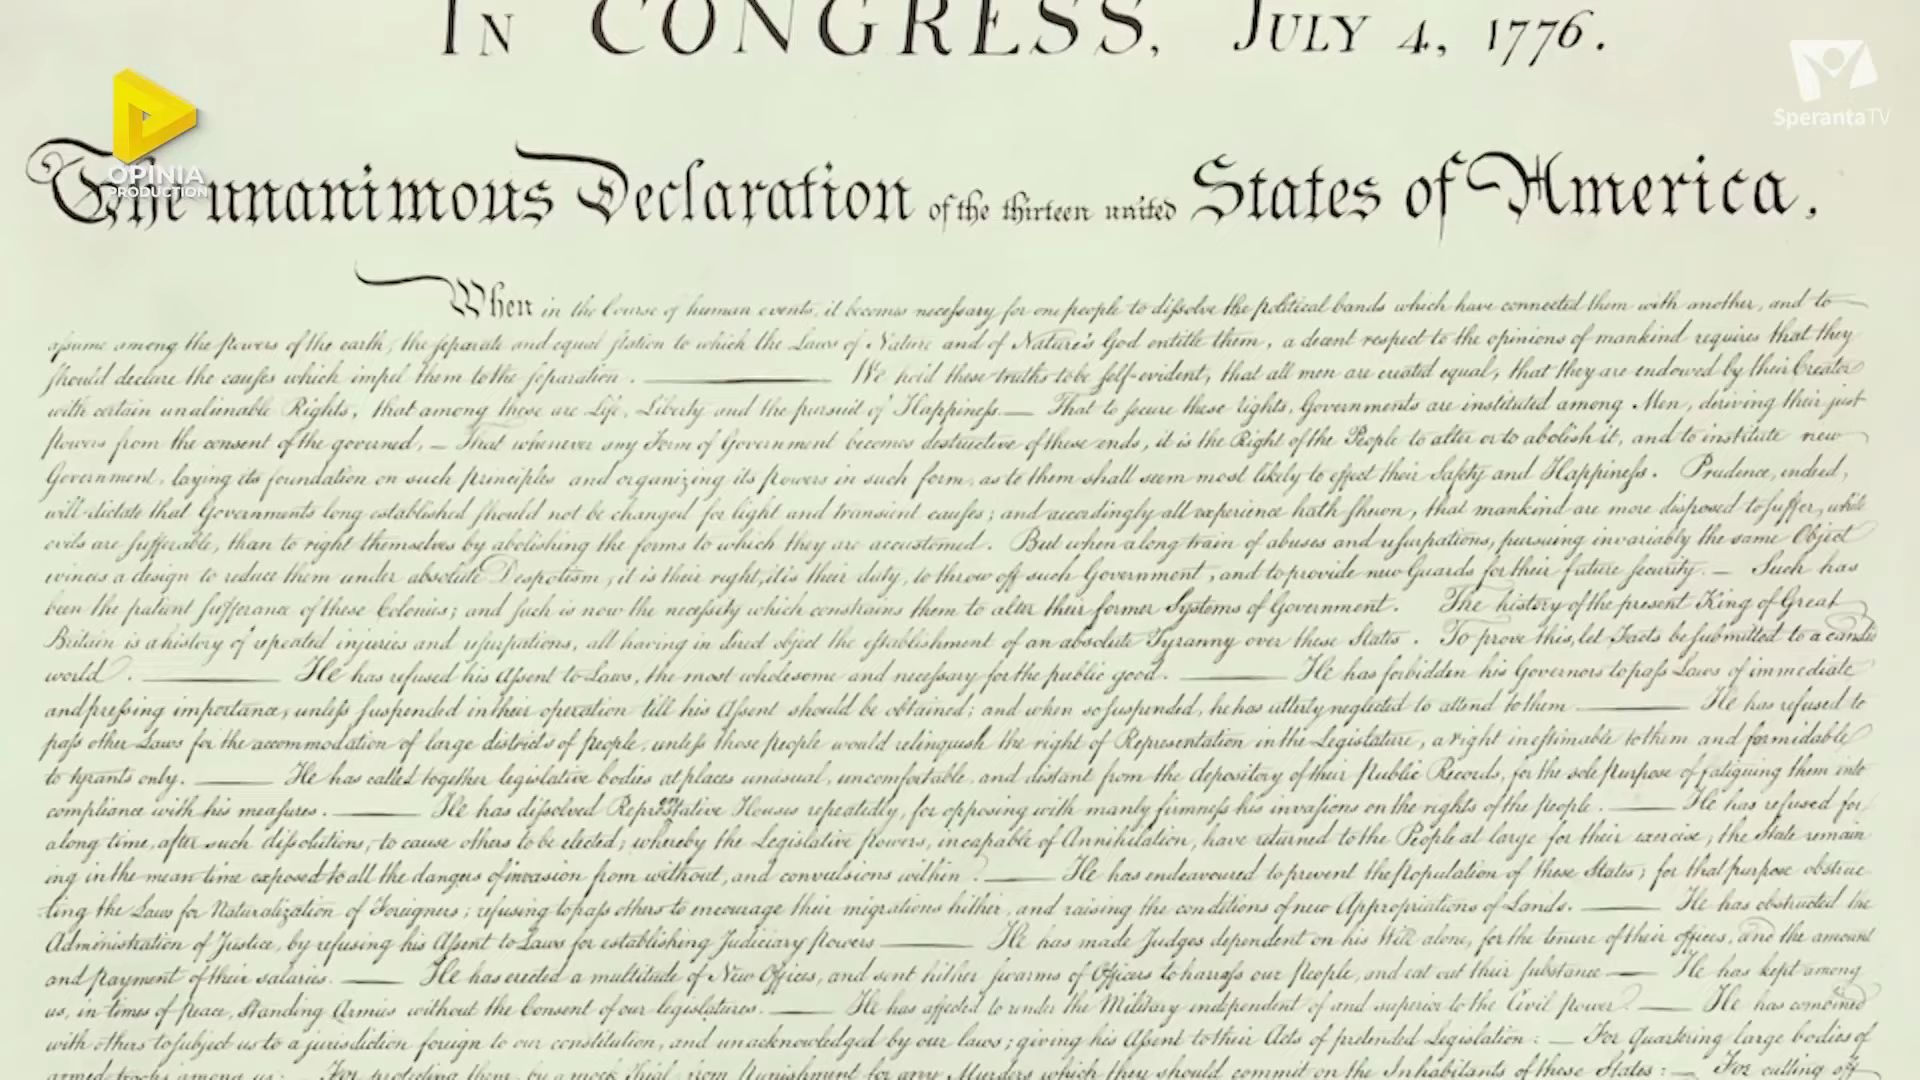 In CONGRESS, July 4, 1776.
SperantaTV
OPINIA
PRODUCTION
The unanimous Declaration of the thirteen united States of America,
When in the Course of human events, it becomes necessary for one people to dissolve the political bands which have connected them with another, and to
assume among the powers of the earth, the separate and equal station to which the Laws of Nature and of Nature's God entitle them, a decent respect to the opinions of mankind requires that they
should declare the causes which impel them to the separation. — We hold these truths to be self-evident, that all men are created equal, that they are endowed by their Creator
with certain unalienable Rights, that among these are Life, Liberty and the pursuit of Happiness. — That to secure these rights, Governments are instituted among Men, deriving their just
powers from the consent of the governed, — That whenever any Form of Government becomes destructive of these ends, it is the Right of the People to alter or to abolish it, and to institute new
Government, laying its foundation on such principles and organizing its powers in such form, as to them shall seem most likely to effect their Safety and Happiness. Prudence, indeed,
will dictate that Governments long established should not be changed for light and transient causes; and accordingly all experience hath shewn, that mankind are more disposed to suffer, while
evils are sufferable, than to right themselves by abolishing the forms to which they are accustomed. But when a long train of abuses and usurpations, pursuing invariably the same Object
evinces a design to reduce them under absolute Despotism, it is their right, it is their duty, to throw off such Government, and to provide new Guards for their future security. — Such has
been the patient sufferance of these Colonies; and such is now the necessity which constrains them to alter their former Systems of Government. The history of the present King of Great
Britain is a history of repeated injuries and usurpations, all having in direct object the establishment of an absolute Tyranny over these States. To prove this, let Facts be submitted to a candid
world. — He has refused his Assent to Laws, the most wholesome and necessary for the public good. — He has forbidden his Governors to pass Laws of immediate
and pressing importance, unless suspended in their operation till his Assent should be obtained; and when so suspended, he has utterly neglected to attend to them — He has refused to
pass other Laws for the accommodation of large districts of people, unless those people would relinquish the right of Representation in the Legislature, a right inestimable to them and formidable
to tyrants only. — He has called together legislative bodies at places unusual, uncomfortable, and distant from the depository of their Public Records, for the sole purpose of fatiguing them into
compliance with his measures. — He has dissolved Representative Houses repeatedly, for opposing with manly firmness his invasions on the rights of the people. — He has refused for
a long time, after such dissolutions, to cause others to be elected; whereby the Legislative powers, incapable of Annihilation, have returned to the People at large for their exercise; the State remain
ing in the mean time exposed to all the dangers of invasion from without, and convulsions within. — He has endeavoured to prevent the population of these States; for that purpose obstruc
ting the Laws for Naturalization of Foreigners; refusing to pass others to encourage their migrations hither, and raising the conditions of new Appropriations of Lands. — He has obstructed the
Administration of Justice, by refusing his Assent to Laws for establishing Judiciary powers — He has made Judges dependent on his Will alone, for the tenure of their offices, and the amount
and payment of their salaries. — He has erected a multitude of New Offices, and sent hither swarms of Officers to harrass our People, and eat out their substance — He has kept among
us, in times of peace, Standing Armies without the Consent of our legislatures. — He has affected to render the Military independent of and superior to the Civil power. — He has combined
with others to subject us to a jurisdiction foreign to our constitution, and unacknowledged by our laws; giving his Assent to their Acts of pretended Legislation: — For Quartering large bodies of
armed troops among us: For protecting them, by a mock Trial, from Punishment for any Murders which they should commit on the Inhabitants of these States: — For cutting off